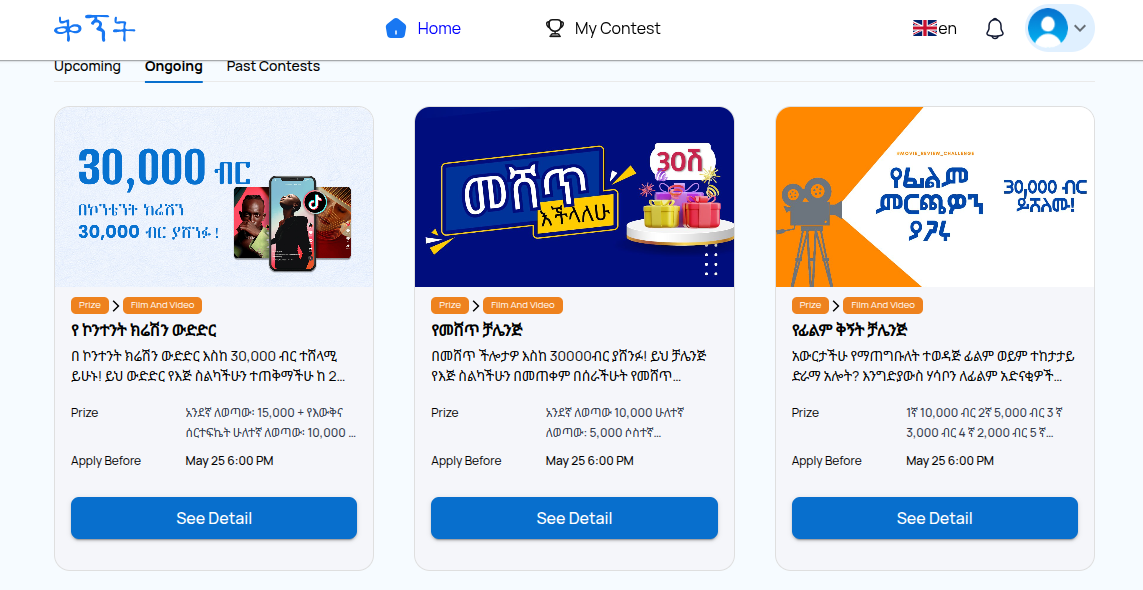 ቅኝት
Home
My Contest
en
Upcoming
Ongoing
Past Contests
30,000 ብር
በኮንቴንት ክሬሽን
30,000 ብር ያሸንፉ!
Prize
Film And Video
የ ኮንተንት ክሬሽን ውድድር
በ ኮንተንት ክሬሽን ውድድር እስከ 30,000 ብር ተሸላሚ
ይሁኑ! ይህ ውድድር የእጅ ስልካችሁን ተጠቅማችሁ ከ 2...
Prize
አንደኛ ለወጣው፡ 15,000 + የእውቅና
ሰርተፍኬት ሁለተኛ ለወጣው፡ 10,000 ...
Apply Before
May 25 6:00 PM
See Detail
መሸጥ
እችላለሁ
30ሺ
Prize
Film And Video
የመሸጥ ቻሌንጅ
በመሸጥ ችሎታዎ እስከ 30000ብር ያሸንፉ! ይህ ቻሌንጅ
የእጅ ስልካችሁን በመጠቀም በሰራችሁት የመሸጥ...
Prize
አንደኛ ለወጣው 10,000 ሁለተኛ
ለወጣው: 5,000 ሶስተኛ...
Apply Before
May 25 6:00 PM
See Detail
#MOVIE_REVIEW_CHALLENGE
የፊልም
ምርጫዎን
ያጋሩ
30,000 ብር
ይሸለሙ!
Prize
Film And Video
የፊልም ቅኝት ቻሌንጅ
አውርታችሁ የማጠግቡለት ተወዳጅ ፊልም ወይም ተከታታይ
ድራማ አሎት? እንግድያውስ ሃሳቦን ለፊልም አድናቂዎች...
Prize
1ኛ 10,000 ብር 2ኛ 5,000 ብር 3 ኛ
3,000 ብር 4 ኛ 2,000 ብር 5 ኛ...
Apply Before
May 25 6:00 PM
See Detail